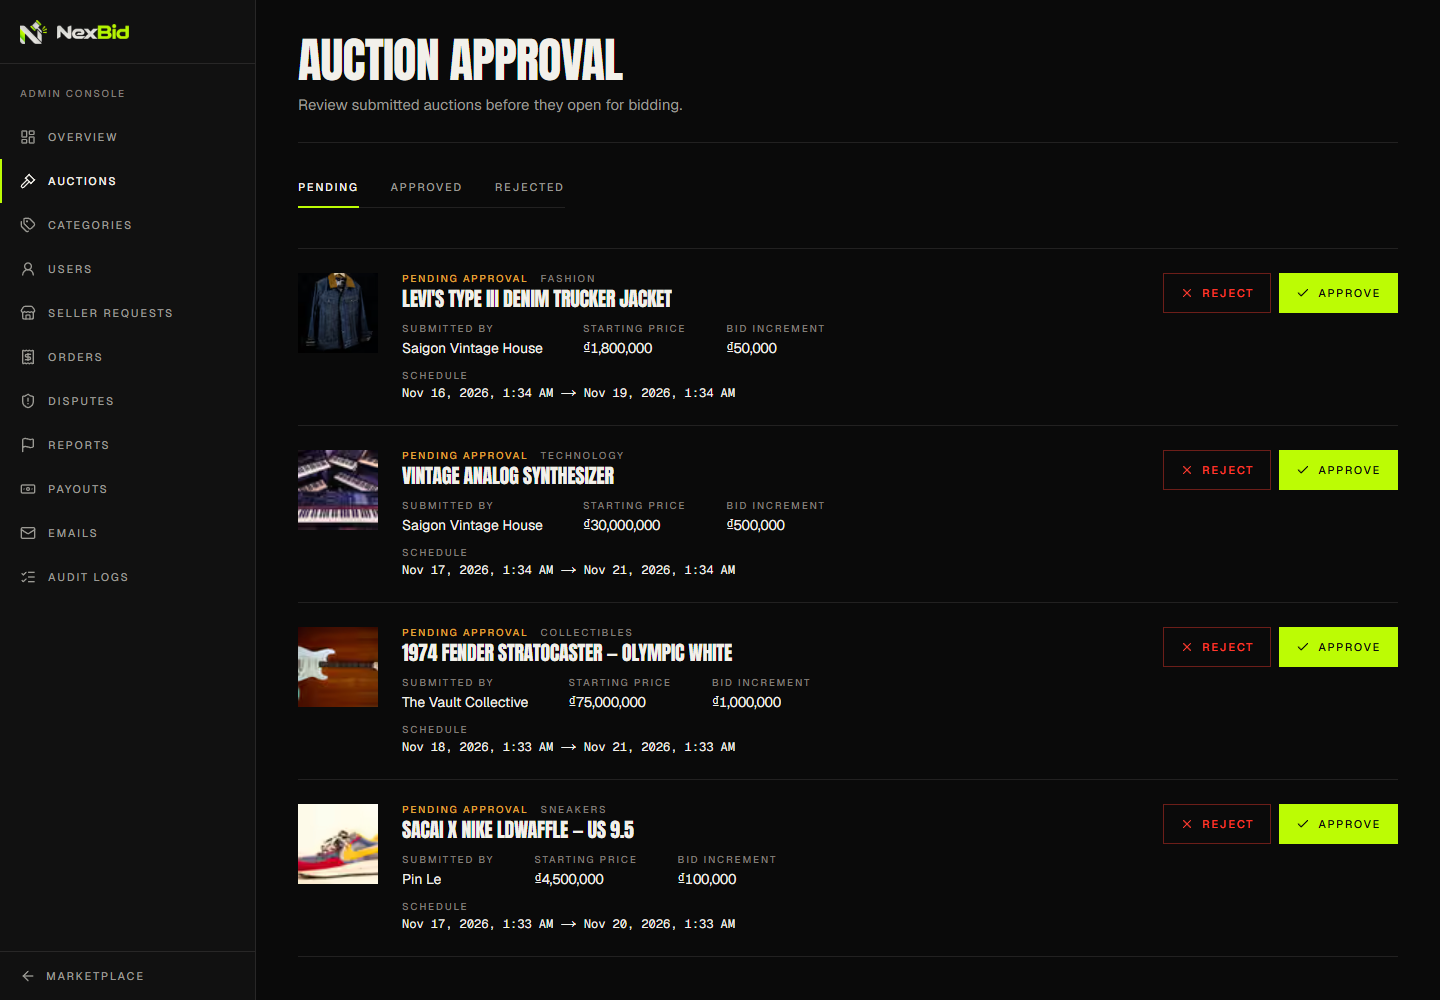 NexBid
ADMIN CONSOLE
OVERVIEW
AUCTIONS
CATEGORIES
USERS
SELLER REQUESTS
ORDERS
DISPUTES
REPORTS
PAYOUTS
EMAILS
AUDIT LOGS
MARKETPLACE
AUCTION APPROVAL
Review submitted auctions before they open for bidding.
PENDING APPROVED REJECTED
PENDING APPROVAL FASHION
LEVI'S TYPE III DENIM TRUCKER JACKET
SUBMITTED BY STARTING PRICE BID INCREMENT
Saigon Vintage House ₫1,800,000 ₫50,000
SCHEDULE
Nov 16, 2026, 1:34 AM → Nov 19, 2026, 1:34 AM
REJECT APPROVE
PENDING APPROVAL TECHNOLOGY
VINTAGE ANALOG SYNTHESIZER
SUBMITTED BY STARTING PRICE BID INCREMENT
Saigon Vintage House ₫30,000,000 ₫500,000
SCHEDULE
Nov 17, 2026, 1:34 AM → Nov 21, 2026, 1:34 AM
REJECT APPROVE
PENDING APPROVAL COLLECTIBLES
1974 FENDER STRATOCASTER – OLYMPIC WHITE
SUBMITTED BY STARTING PRICE BID INCREMENT
The Vault Collective ₫75,000,000 ₫1,000,000
SCHEDULE
Nov 18, 2026, 1:33 AM → Nov 21, 2026, 1:33 AM
REJECT APPROVE
PENDING APPROVAL SNEAKERS
SACAI X NIKE LDWAFFLE – US 9.5
SUBMITTED BY STARTING PRICE BID INCREMENT
Pin Le ₫4,500,000 ₫100,000
SCHEDULE
Nov 17, 2026, 1:33 AM → Nov 20, 2026, 1:33 AM
REJECT APPROVE